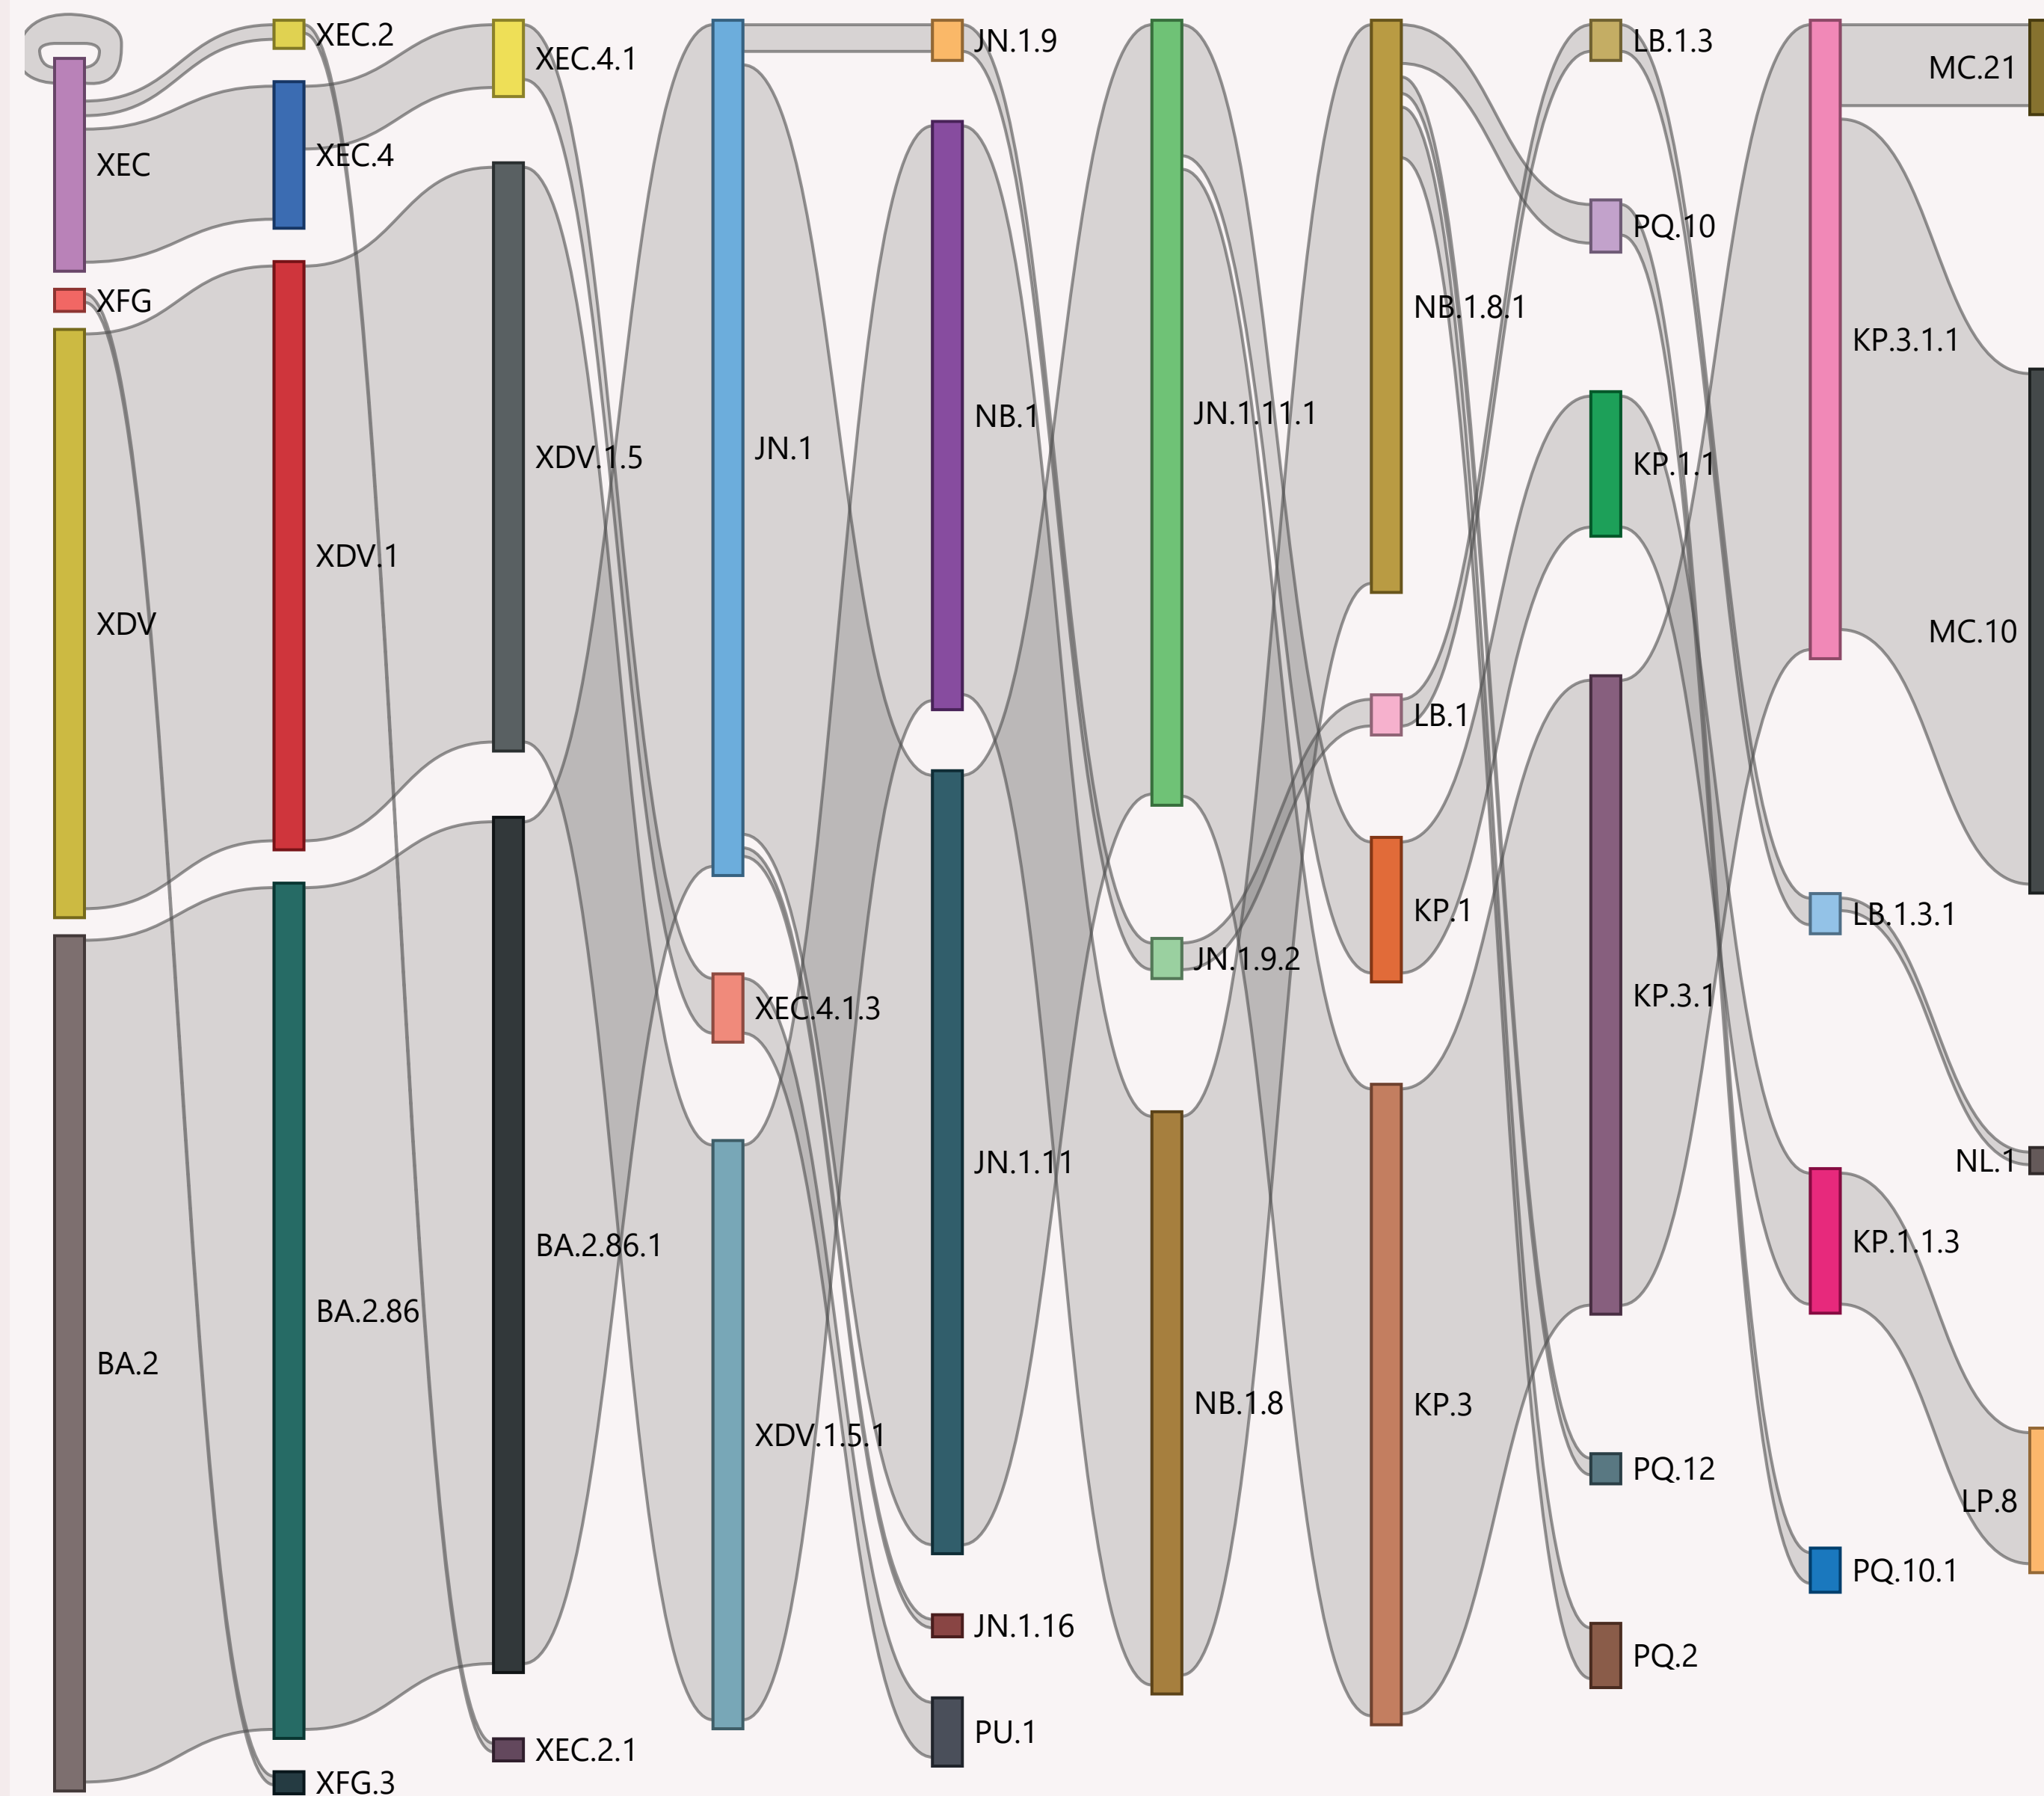 XEC
XFG
XDV
BA.2
XEC.2
XEC.4
XDV.1
BA.2.86
XFG.3
XEC.4.1
XDV.1.5
BA.2.86.1
XEC.2.1
JN.1
XEC.4.1.3
XDV.1.5.1
JN.1.9
NB.1
JN.1.11
JN.1.16
PU.1
JN.1.11.1
JN.1.9.2
NB.1.8
NB.1.8.1
LB.1
KP.1
KP.3
LB.1.3
PQ.10
KP.1.1
KP.3.1
PQ.12
PQ.2
KP.3.1.1
LB.1.3.1
KP.1.1.3
PQ.10.1
MC.21
MC.10
NL.1
LP.8